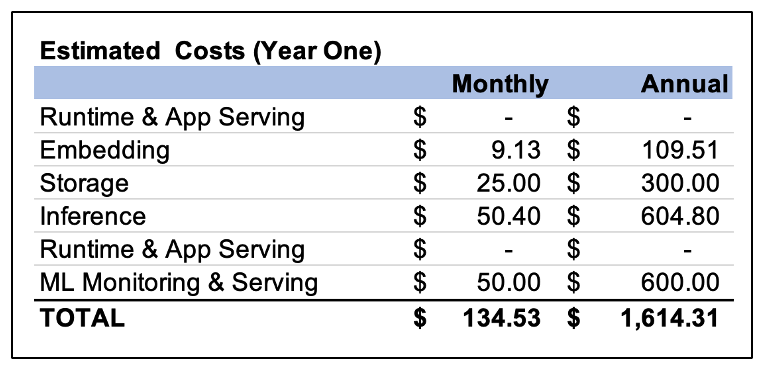 Estimated Costs (Year One)
Monthly Annual
Runtime & App Serving $ - $ -
Embedding $ 9.13 $ 109.51
Storage $ 25.00 $ 300.00
Inference $ 50.40 $ 604.80
Runtime & App Serving $ - $ -
ML Monitoring & Serving $ 50.00 $ 600.00
TOTAL $ 134.53 $ 1,614.31